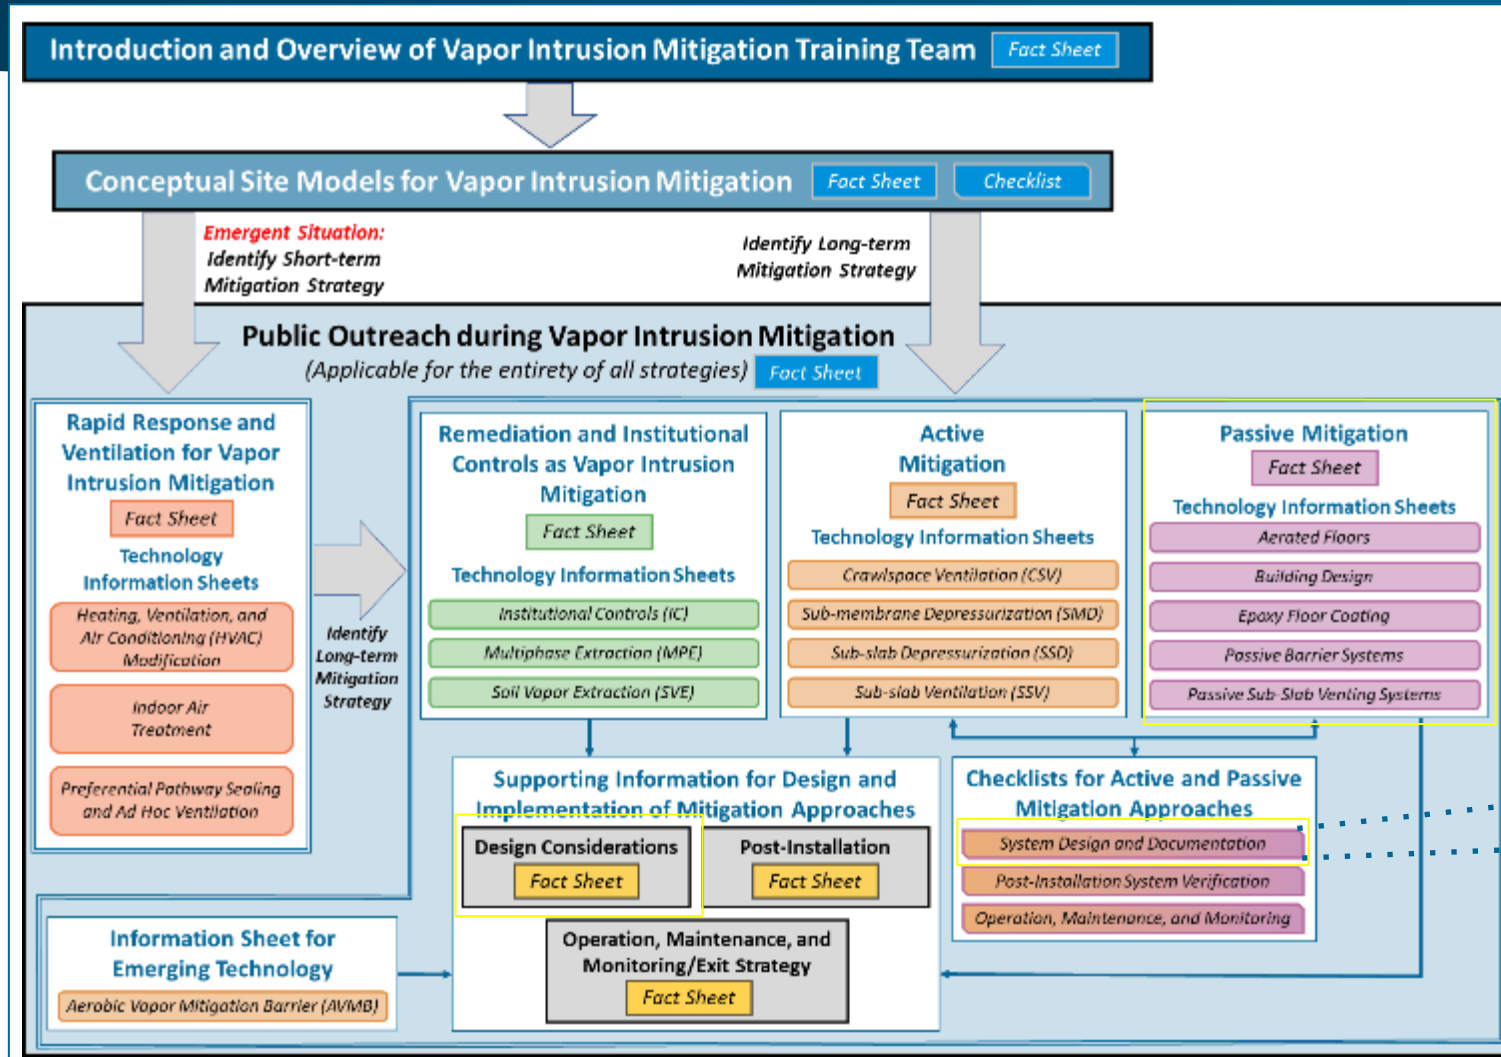 Introduction and Overview of Vapor Intrusion Mitigation Training Team
Fact Sheet
Conceptual Site Models for Vapor Intrusion Mitigation
Fact Sheet
Checklist
Emergent Situation:
Identify Short-term
Mitigation Strategy
Identify Long-term
Mitigation Strategy
Public Outreach during Vapor Intrusion Mitigation
(Applicable for the entirety of all strategies)
Fact Sheet
Rapid Response and
Ventilation for Vapor
Intrusion Mitigation
Fact Sheet
Technology
Information Sheets
Heating, Ventilation, and
Air Conditioning (HVAC)
Modification
Indoor Air
Treatment
Preferential Pathway Sealing
and Ad Hoc Ventilation
Identify
Long-term
Mitigation
Strategy
Remediation and Institutional
Controls as Vapor Intrusion
Mitigation
Fact Sheet
Technology Information Sheets
Institutional Controls (IC)
Multiphase Extraction (MPE)
Soil Vapor Extraction (SVE)
Active
Mitigation
Fact Sheet
Technology Information Sheets
Crawlspace Ventilation (CSV)
Sub-membrane Depressurization (SMD)
Sub-slab Depressurization (SSD)
Sub-slab Ventilation (SSV)
Passive Mitigation
Fact Sheet
Technology Information Sheets
Aerated Floors
Building Design
Epoxy Floor Coating
Passive Barrier Systems
Passive Sub-Slab Venting Systems
Supporting Information for Design and
Implementation of Mitigation Approaches
Design Considerations
Fact Sheet
Post-Installation
Fact Sheet
Operation, Maintenance, and
Monitoring/Exit Strategy
Fact Sheet
Checklists for Active and Passive
Mitigation Approaches
System Design and Documentation
Post-Installation System Verification
Operation, Maintenance, and Monitoring
Information Sheet for
Emerging Technology
Aerobic Vapor Mitigation Barrier (AVMB)